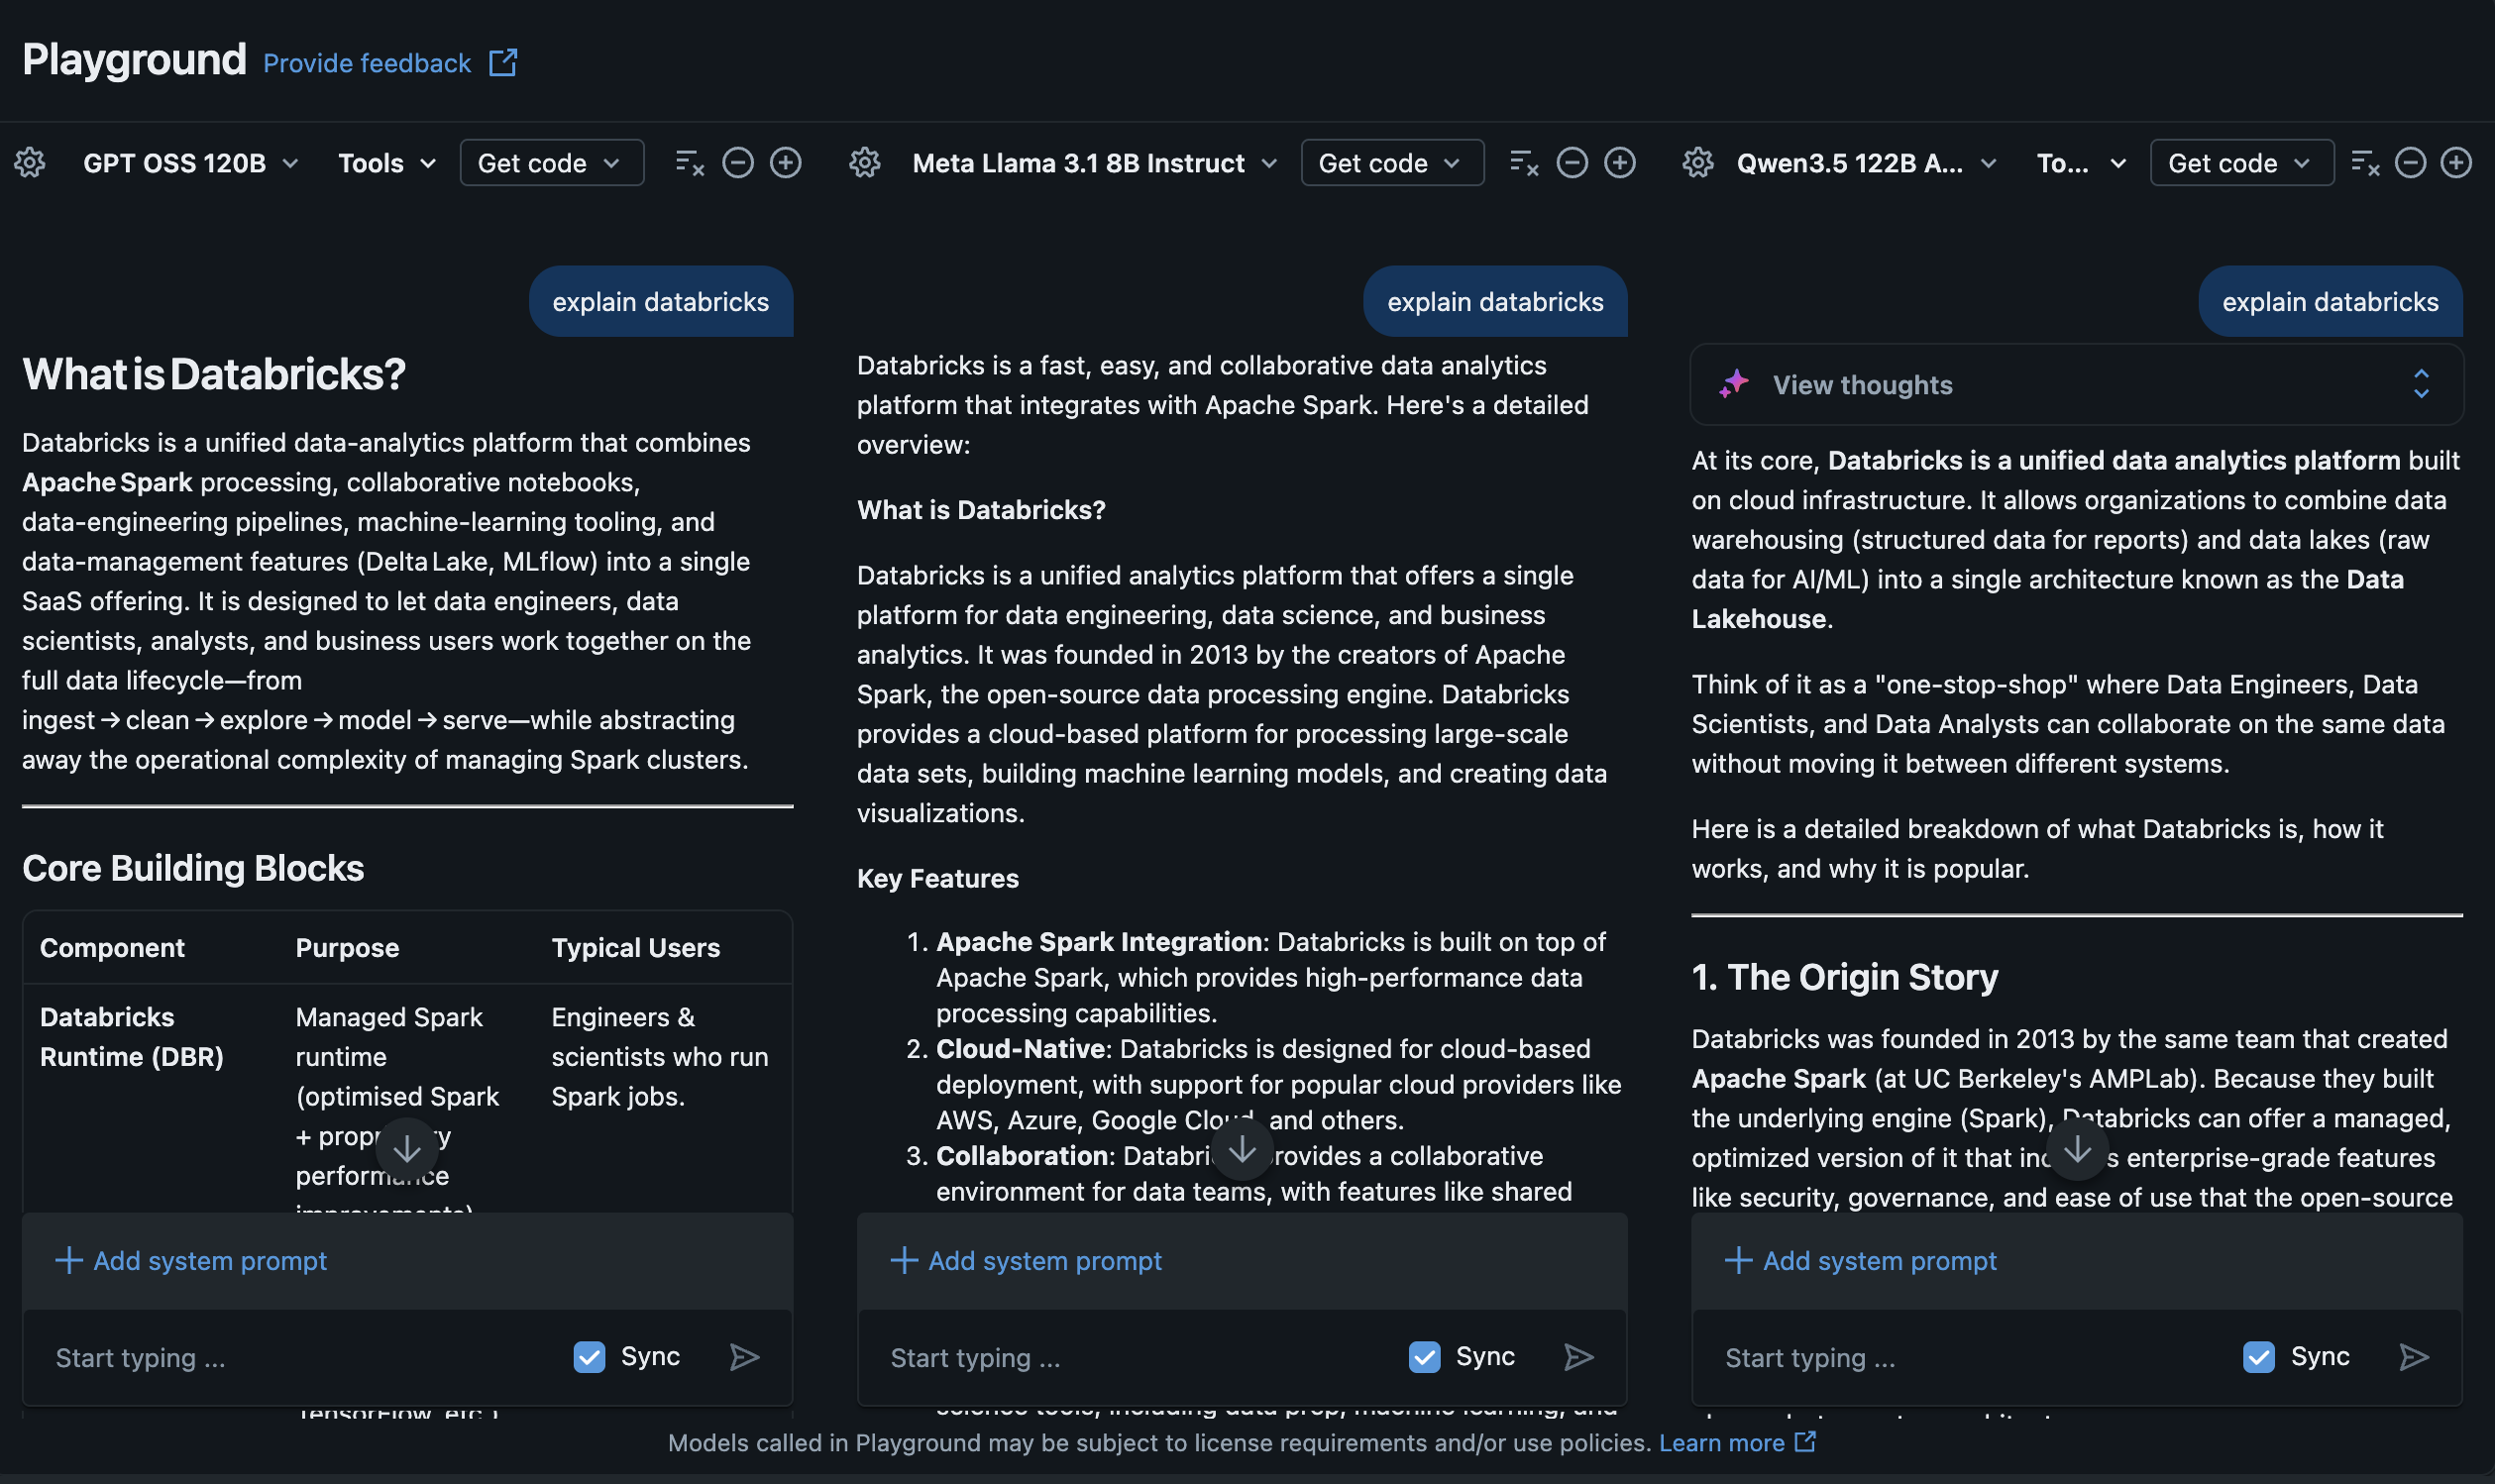 Playground Provide feedback
GPT OSS 120B Tools Get code
Meta Llama 3.1 8B Instruct Get code
Qwen3.5 122B A... To... Get code
explain databricks
What is Databricks?
Databricks is a unified data-analytics platform that combines
Apache Spark processing, collaborative notebooks,
data-engineering pipelines, machine-learning tooling, and
data-management features (Delta Lake, MLflow) into a single
SaaS offering. It is designed to let data engineers, data
scientists, analysts, and business users work together on the
full data lifecycle—from
ingest → clean → explore → model → serve—while abstracting
away the operational complexity of managing Spark clusters.
Core Building Blocks
Component Purpose Typical Users
Databricks Managed Spark Engineers &
Runtime (DBR) runtime scientists who run
(optimised Spark Spark jobs.
+
performance
improvements)
Add system prompt
Start typing ... Sync
TensorFlow, etc.)
explain databricks
Databricks is a fast, easy, and collaborative data analytics
platform that integrates with Apache Spark. Here's a detailed
overview:
What is Databricks?
Databricks is a unified analytics platform that offers a single
platform for data engineering, data science, and business
analytics. It was founded in 2013 by the creators of Apache
Spark, the open-source data processing engine. Databricks
provides a cloud-based platform for processing large-scale
data sets, building machine learning models, and creating data
visualizations.
Key Features
1. Apache Spark Integration: Databricks is built on top of
Apache Spark, which provides high-performance data
processing capabilities.
2. Cloud-Native: Databricks is designed for cloud-based
deployment, with support for popular cloud providers like
AWS, Azure, Google Cloud, and others.
3. Collaboration: Databricks provides a collaborative
environment for data teams, with features like shared
Add system prompt
Start typing ... Sync
science tools, including data prep, machine learning, and
explain databricks
View thoughts
At its core, Databricks is a unified data analytics platform built
on cloud infrastructure. It allows organizations to combine data
warehousing (structured data for reports) and data lakes (raw
data for AI/ML) into a single architecture known as the Data
Lakehouse.
Think of it as a "one-stop-shop" where Data Engineers, Data
Scientists, and Data Analysts can collaborate on the same data
without moving it between different systems.
Here is a detailed breakdown of what Databricks is, how it
works, and why it is popular.
1. The Origin Story
Databricks was founded in 2013 by the same team that created
Apache Spark (at UC Berkeley's AMPLab). Because they built
the underlying engine (Spark), Databricks can offer a managed,
optimized version of it that enterprise-grade features
like security, governance, and ease of use that the open-source
Add system prompt
Start typing ... Sync
Models called in Playground may be subject to license requirements and/or use policies. Learn more